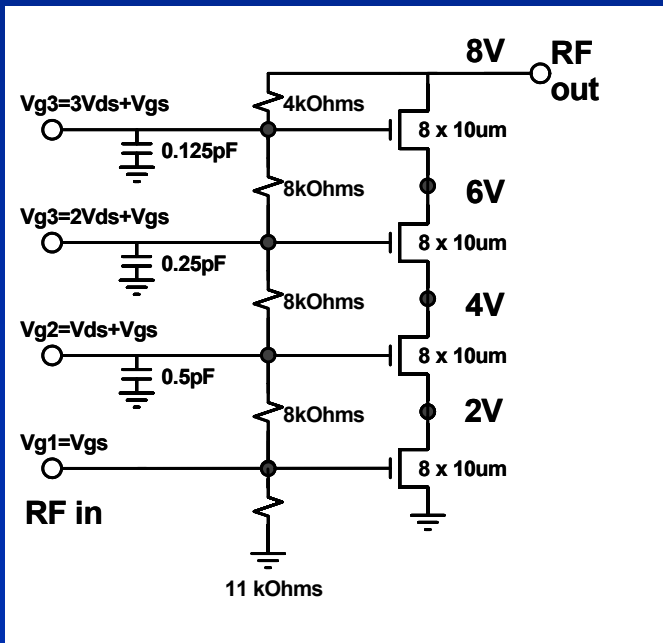 8V
RF
out
Vg3=3Vds+Vgs
4kOhms
8 x 10um
0.125pF
8kOhms
6V
Vg3=2Vds+Vgs
8 x 10um
0.25pF
8kOhms
4V
Vg2=Vds+Vgs
8 x 10um
0.5pF
8kOhms
2V
Vg1=Vgs
8 x 10um
RF in
11 kOhms